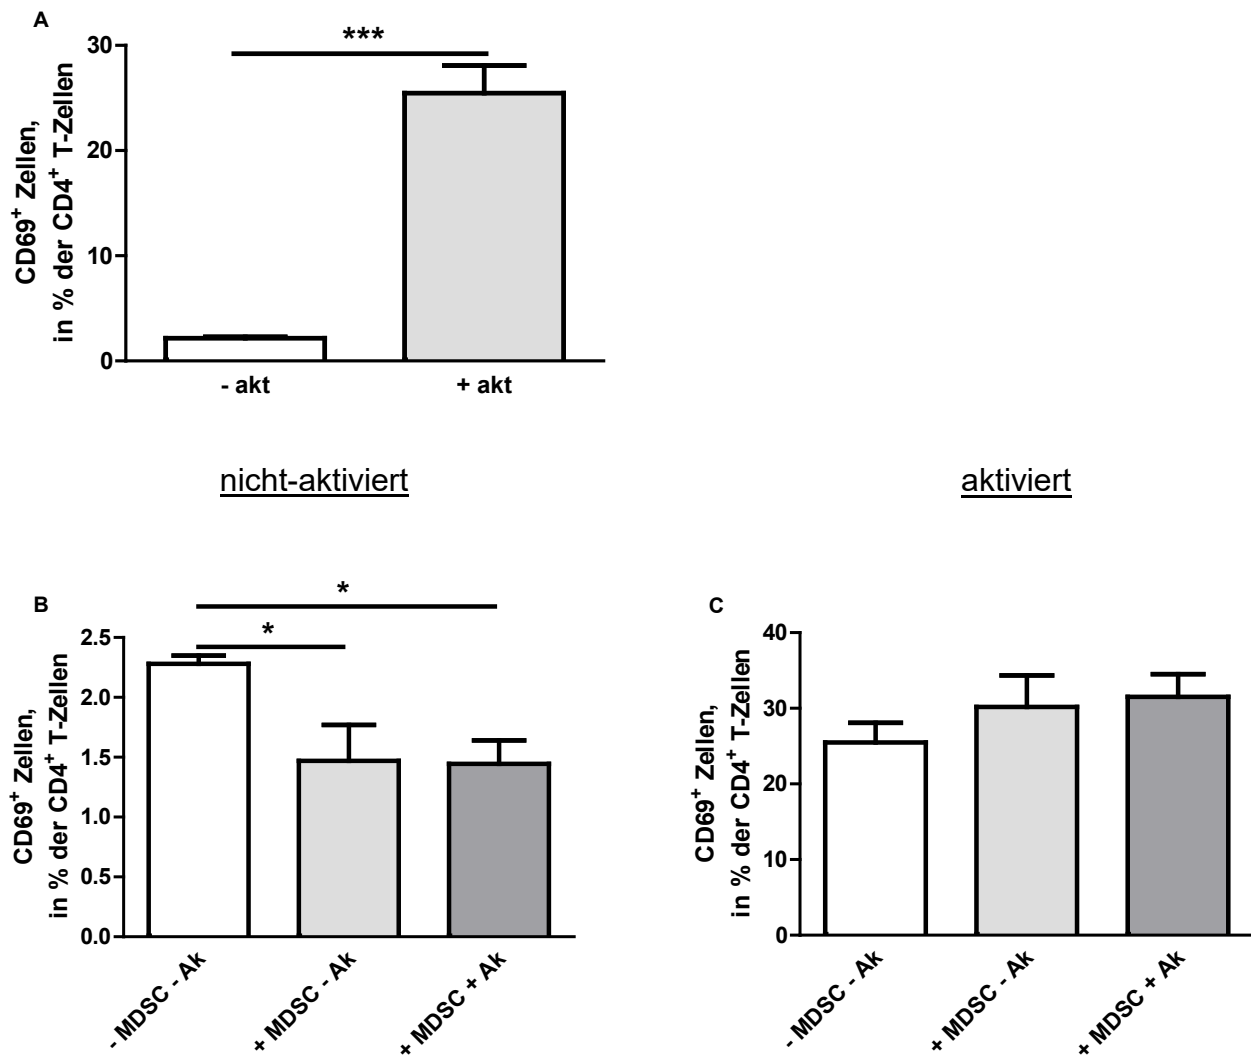 A
***
30
20
10
0
CD69⁺ Zellen,
in % der CD4⁺ T-Zellen
- akt
+ akt
nicht-aktiviert
aktiviert
B
*
*
2.5
2.0
1.5
1.0
0.5
0.0
CD69⁺ Zellen,
in % der CD4⁺ T-Zellen
- MDSC - Ak
+ MDSC - Ak
+ MDSC + Ak
C
40
30
20
10
0
CD69⁺ Zellen,
in % der CD4⁺ T-Zellen
- MDSC - Ak
+ MDSC - Ak
+ MDSC + Ak